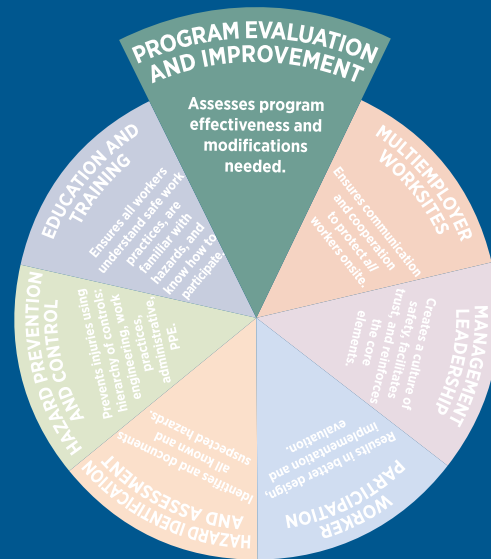 PROGRAM EVALUATION
AND IMPROVEMENT
Assesses program
effectiveness and
modifications
needed.
MULTIEMPLOYER
WORKSITES
Ensures communication
and cooperation
to protect all
workers onsite.
MANAGEMENT
LEADERSHIP
Creates a culture of
safety, facilitates
trust, and reinforces
the core
elements.
WORKER
PARTICIPATION
Results in better design,
implementation and
evaluation.
HAZARD IDENTIFICATION
AND ASSESSMENT
Identifies and documents
all known and
suspected hazards.
HAZARD PREVENTION
AND CONTROL
Prevents injuries using
hierarchy of controls:
engineering, work
practices,
administrative,
PPE.
EDUCATION AND
TRAINING
Ensures all workers
understand safe work
practices, are
familiar with
hazards, and
know how to
participate.